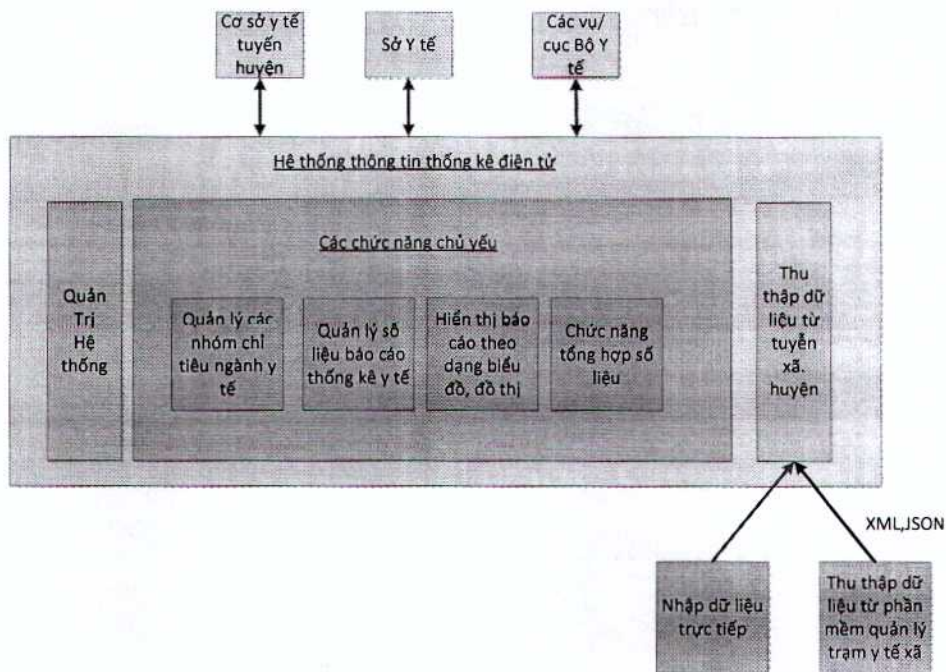 Cơ sở y tế
tuyến
huyện
Sở Y tế
Các vụ/
cục Bộ Y
tế
Hệ thống thông tin thống kê điện tử
Các chức năng chủ yếu
Quản
Trị
Hệ
thống
Quản lý các
nhóm chỉ
tiêu ngành y
tế
Quản lý số
liệu báo cáo
thống kê y tế
Hiển thị báo
cáo theo
dạng biểu
đồ, đồ thị
Chức năng
tổng hợp số
liệu
Thu
thập dữ
liệu từ
tuyễn
xã.
huyện
XML,JSON
Nhập dữ liệu
trực tiếp
Thu thập dữ
liệu từ phần
mềm quản lý
trạm y tế xã